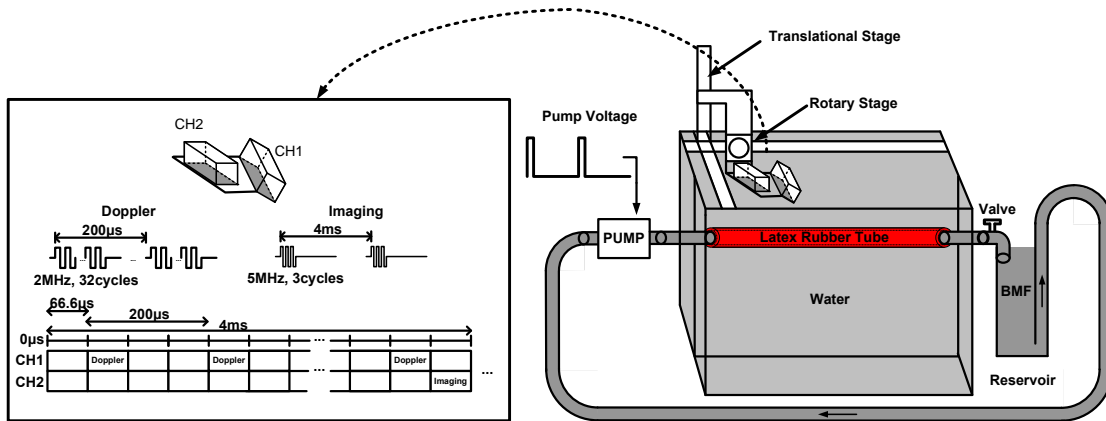 Translational Stage
Rotary Stage
Pump Voltage
CH2
CH1
Doppler
Imaging
200μs
4ms
2MHz, 32cycles
5MHz, 3cycles
66.6μs
200μs
4ms
0μs
CH1 Doppler Doppler ... Doppler
CH2 Imaging ...
PUMP
Latex Rubber Tube
Valve
Water
BMF
Reservoir